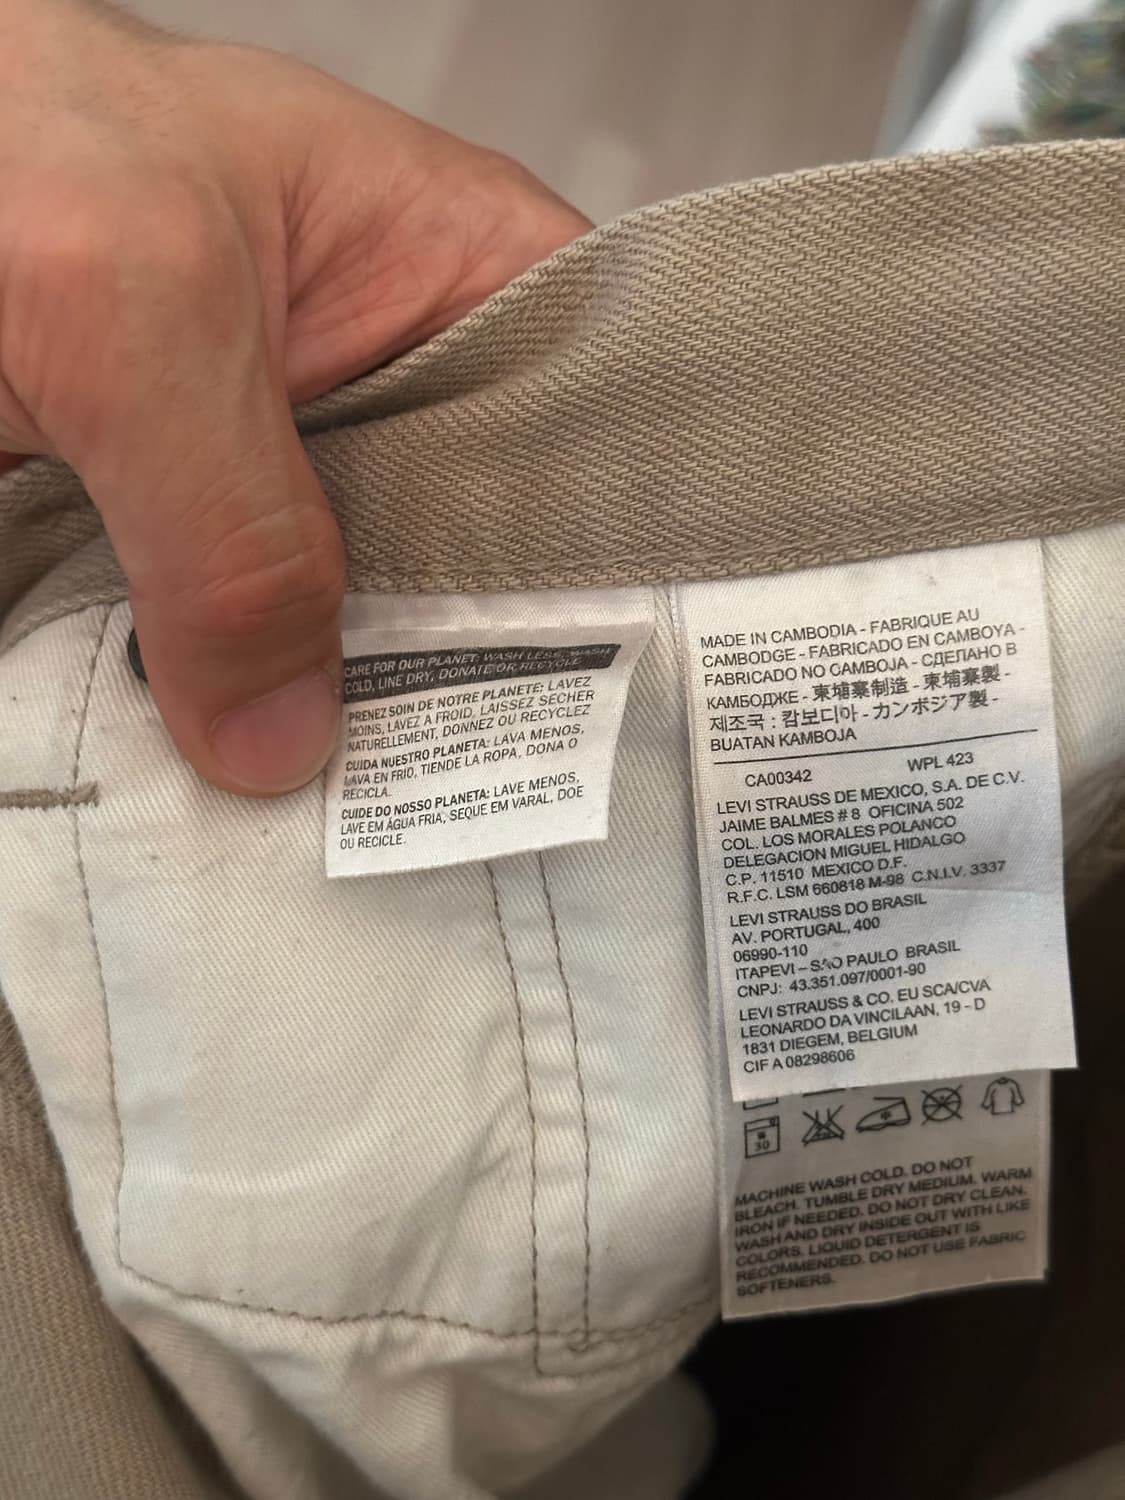 CARE FOR OUR PLANET: WASH LESS, WASH
COLD, LINE DRY, DONATE OR RECYCLE
PRENEZ SOIN DE NOTRE PLANETE: LAVEZ
MOINS, LAVEZ A FROID, LAISSEZ SECHER
NATURELLEMENT, DONNEZ OU RECYCLEZ
CUIDA NUESTRO PLANETA: LAVA MENOS,
LAVA EN FRIO, TIENDE LA ROPA, DONA O
RECICLA.
CUIDE DO NOSSO PLANETA: LAVE MENOS,
LAVE EM ÁGUA FRIA, SEQUE EM VARAL, DOE
OU RECICLE.
MADE IN CAMBODIA - FABRIQUE AU
CAMBODGE - FABRICADO EN CAMBOYA -
FABRICADO NO CAMBOJA - СДЕЛАНО В
КАМБОДЖЕ - 柬埔寨制造 - 柬埔寨製 -
제조국 : 캄보디아 - カンボジア製 -
BUATAN KAMBOJA
CA00342 WPL 423
LEVI STRAUSS DE MEXICO, S.A. DE C.V.
JAIME BALMES # 8 OFICINA 502
COL. LOS MORALES POLANCO
DELEGACION MIGUEL HIDALGO
C.P. 11510 MEXICO D.F.
R.F.C. LSM 660818 M-98 C.N.I.V. 3337
LEVI STRAUSS DO BRASIL
AV. PORTUGAL, 400
06990-110
ITAPEVI – SÃO PAULO BRASIL
CNPJ: 43.351.097/0001-90
LEVI STRAUSS & CO. EU SCA/CVA
LEONARDO DA VINCILAAN, 19 - D
1831 DIEGEM, BELGIUM
CIF A 08298606
30
MACHINE WASH COLD. DO NOT
BLEACH. TUMBLE DRY MEDIUM. WARM
IRON IF NEEDED. DO NOT DRY CLEAN.
WASH AND DRY INSIDE OUT WITH LIKE
COLORS. LIQUID DETERGENT IS
RECOMMENDED. DO NOT USE FABRIC
SOFTENERS.